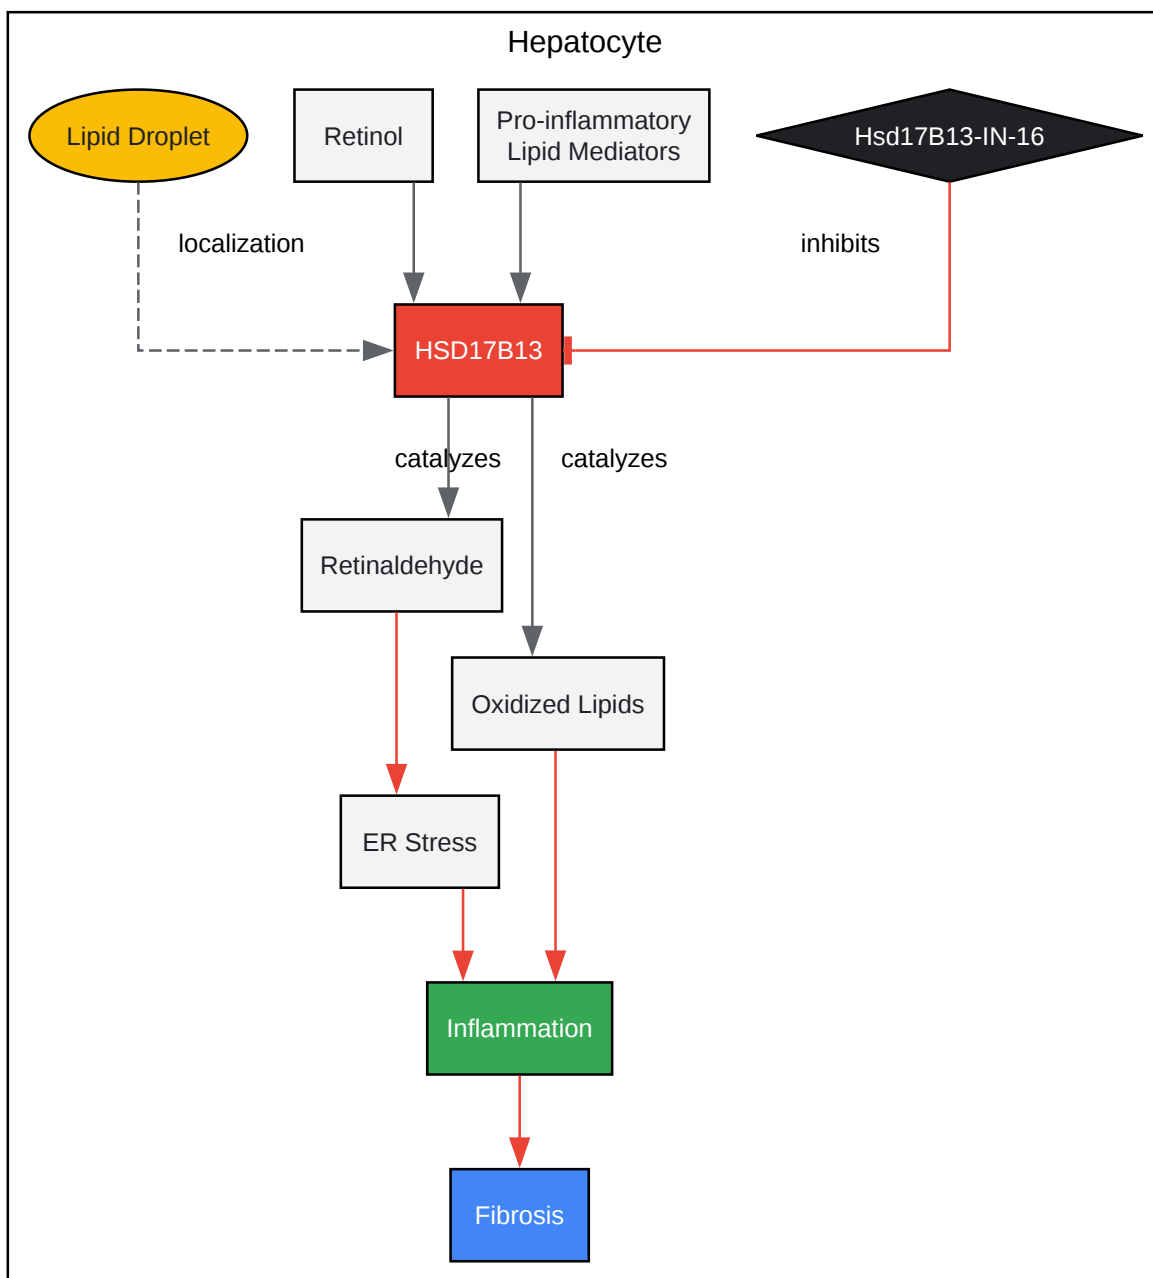 Hepatocyte
Lipid Droplet
Retinol
Pro-inflammatory
Lipid Mediators
Hsd17B13-IN-16
localization
inhibits
HSD17B13
catalyzes
catalyzes
Retinaldehyde
Oxidized Lipids
ER Stress
Inflammation
Fibrosis